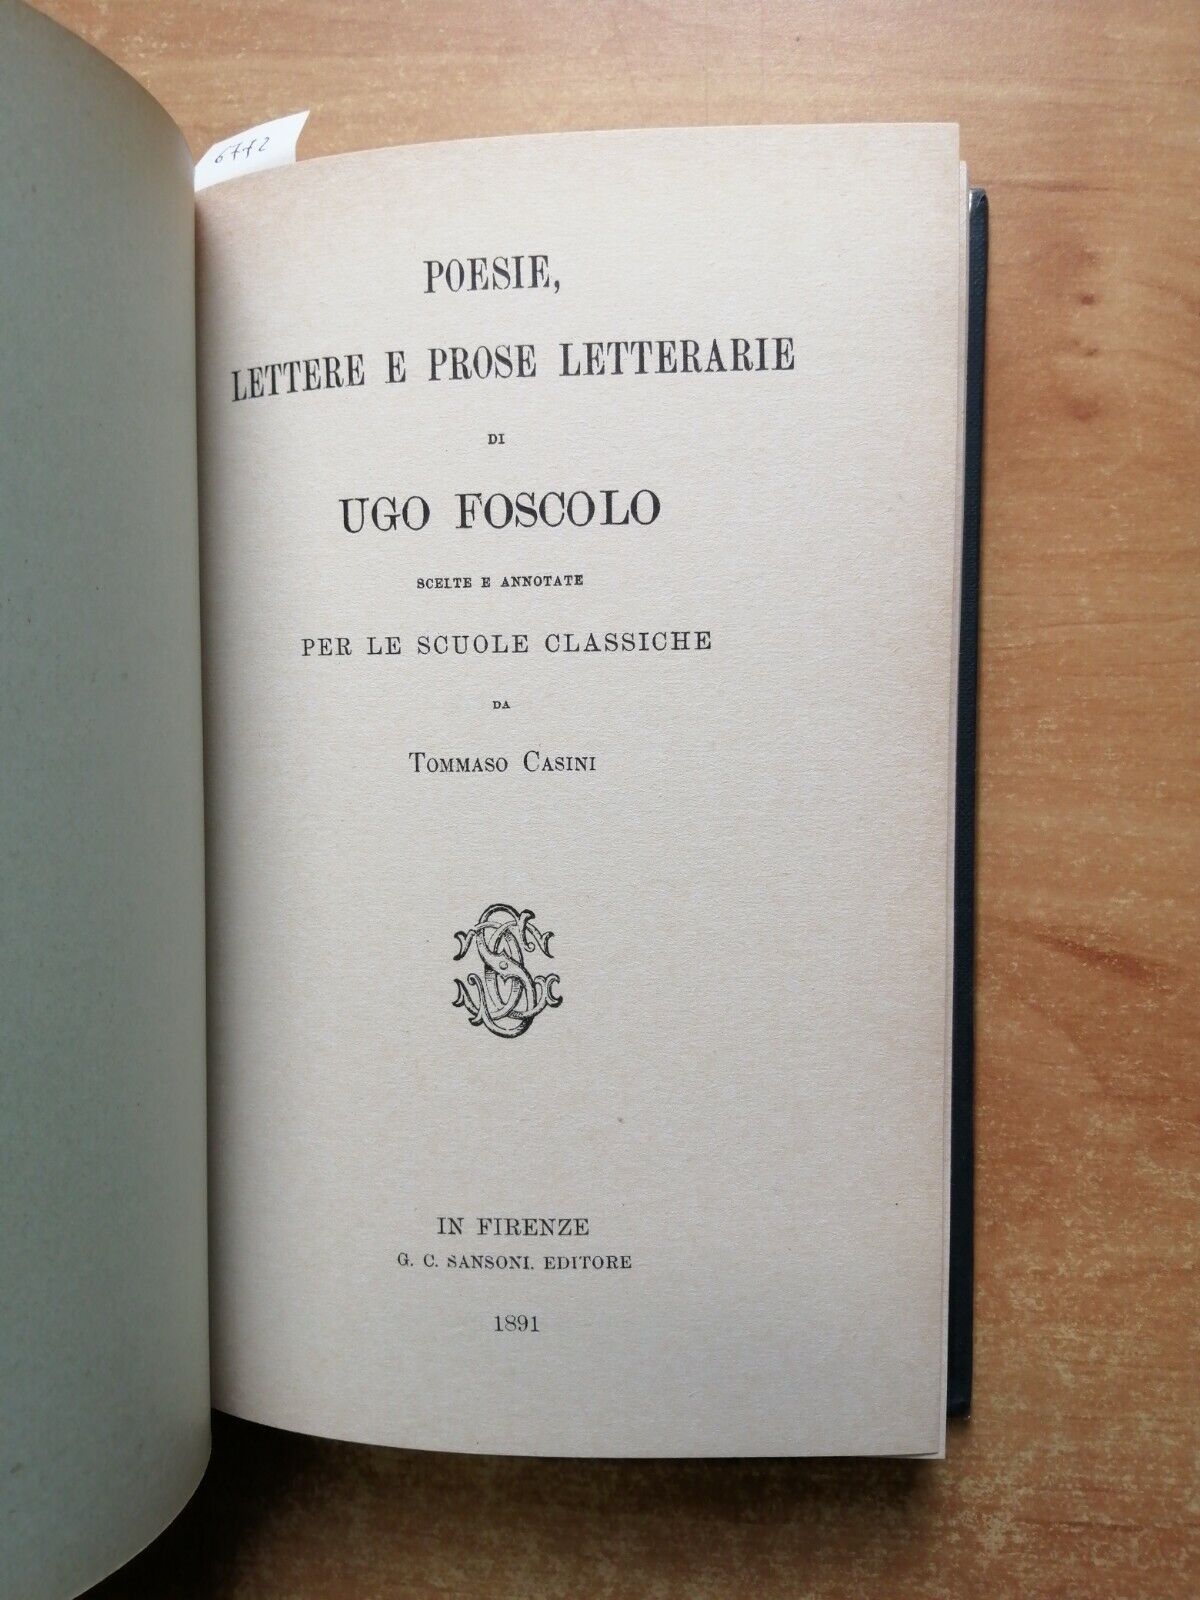 POESIE,
LETTERE E PROSE LETTERARIE
DI
UGO FOSCOLO
SCELTE E ANNOTATE
PER LE SCUOLE CLASSICHE
DA
TOMMASO CASINI
IN FIRENZE
G. C. SANSONI, EDITORE
1891